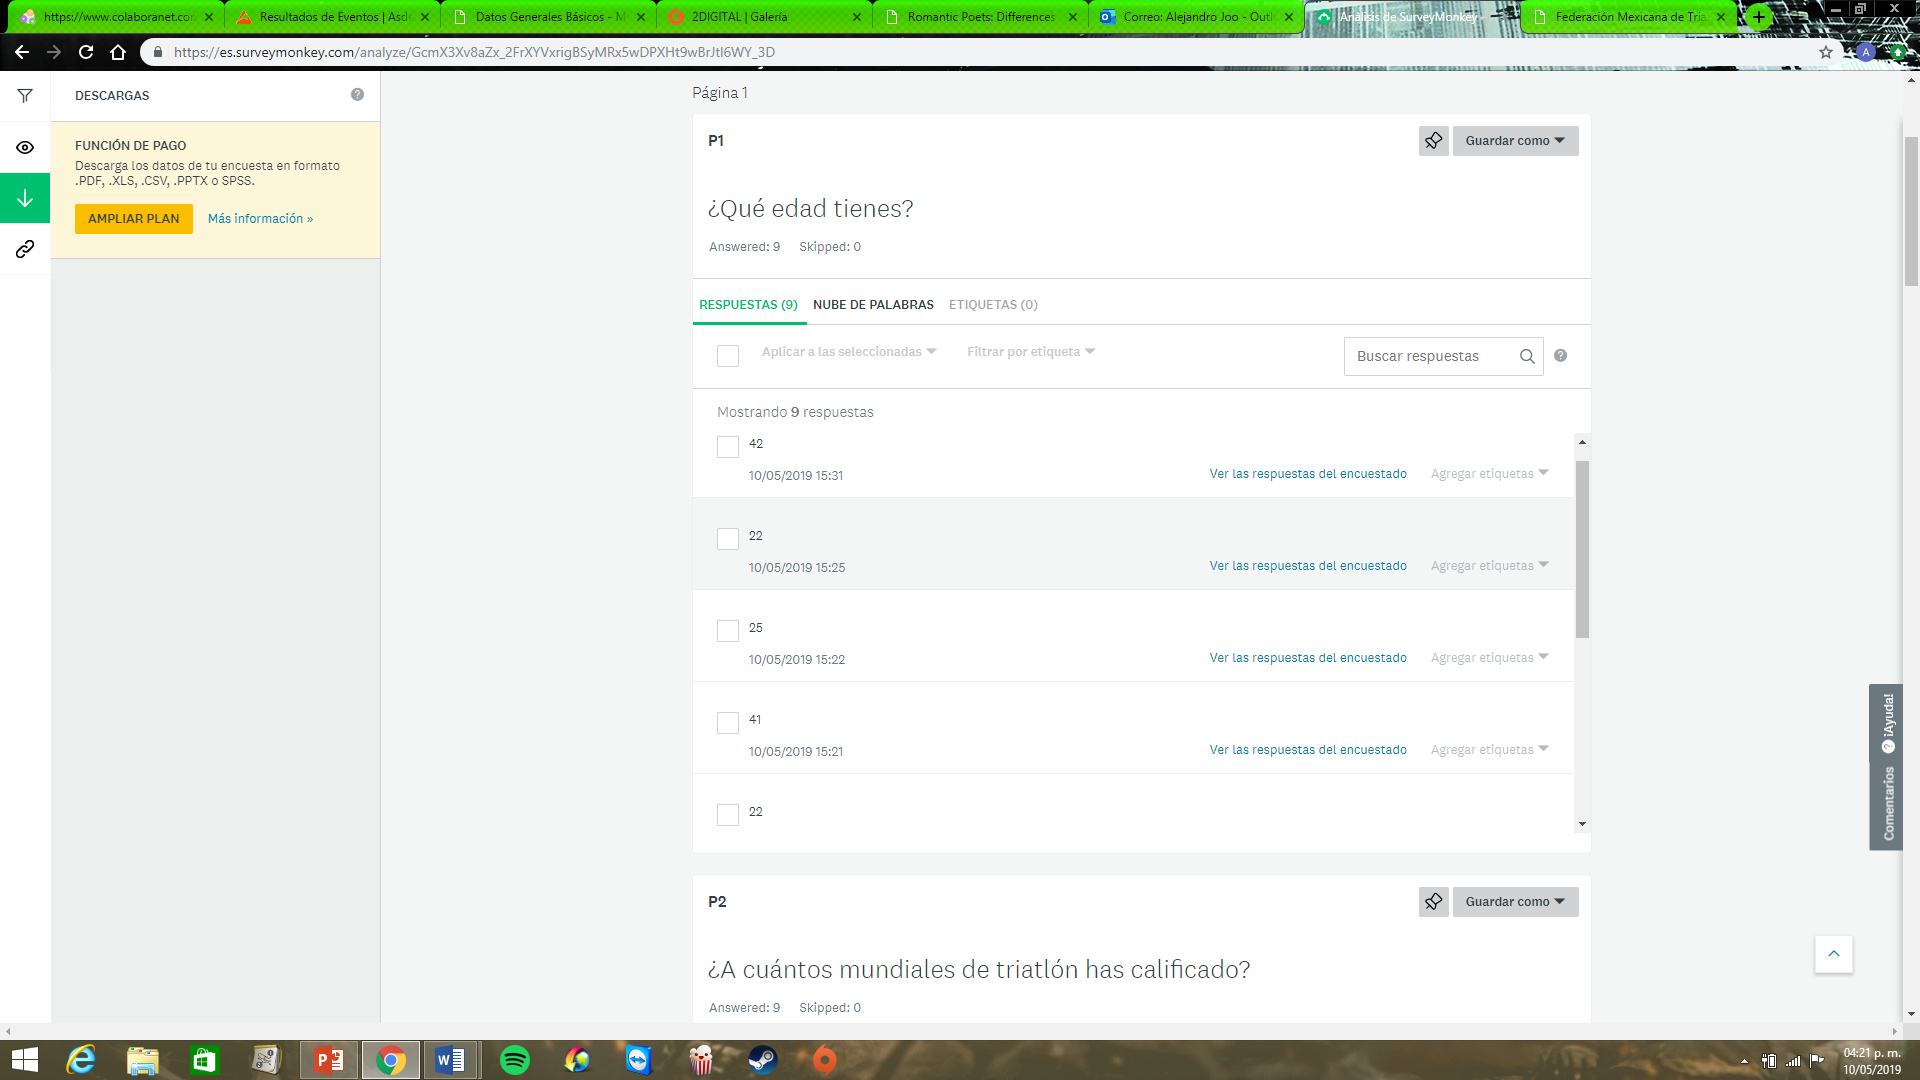 https://www.colaboranet.cor
Resultados de Eventos | Asd
Datos Generales Básicos - M
2DIGITAL | Galería
Romantic Poets: Differences
Correo: Alejandro Joo - Outl
Análisis de SurveyMonkey
Federación Mexicana de Tria
https://es.surveymonkey.com/analyze/GcmX3Xv8aZx_2FrXYVxrigBSyMRx5wDPXHt9wBrJtI6WY_3D
A
DESCARGAS
FUNCIÓN DE PAGO
Descarga los datos de tu encuesta en formato
.PDF, .XLS, .CSV, .PPTX o SPSS.
AMPLIAR PLAN
Más información »
Página 1
P1
Guardar como
¿Qué edad tienes?
Answered: 9 Skipped: 0
RESPUESTAS (9) NUBE DE PALABRAS ETIQUETAS (0)
Aplicar a las seleccionadas Filtrar por etiqueta
Buscar respuestas
Mostrando 9 respuestas
42
10/05/2019 15:31 Ver las respuestas del encuestado Agregar etiquetas
22
10/05/2019 15:25 Ver las respuestas del encuestado Agregar etiquetas
25
10/05/2019 15:22 Ver las respuestas del encuestado Agregar etiquetas
41
10/05/2019 15:21 Ver las respuestas del encuestado Agregar etiquetas
22
P2
Guardar como
¿A cuántos mundiales de triatlón has calificado?
Answered: 9 Skipped: 0
¡Ayuda!
Comentarios
04:21 p. m.
10/05/2019